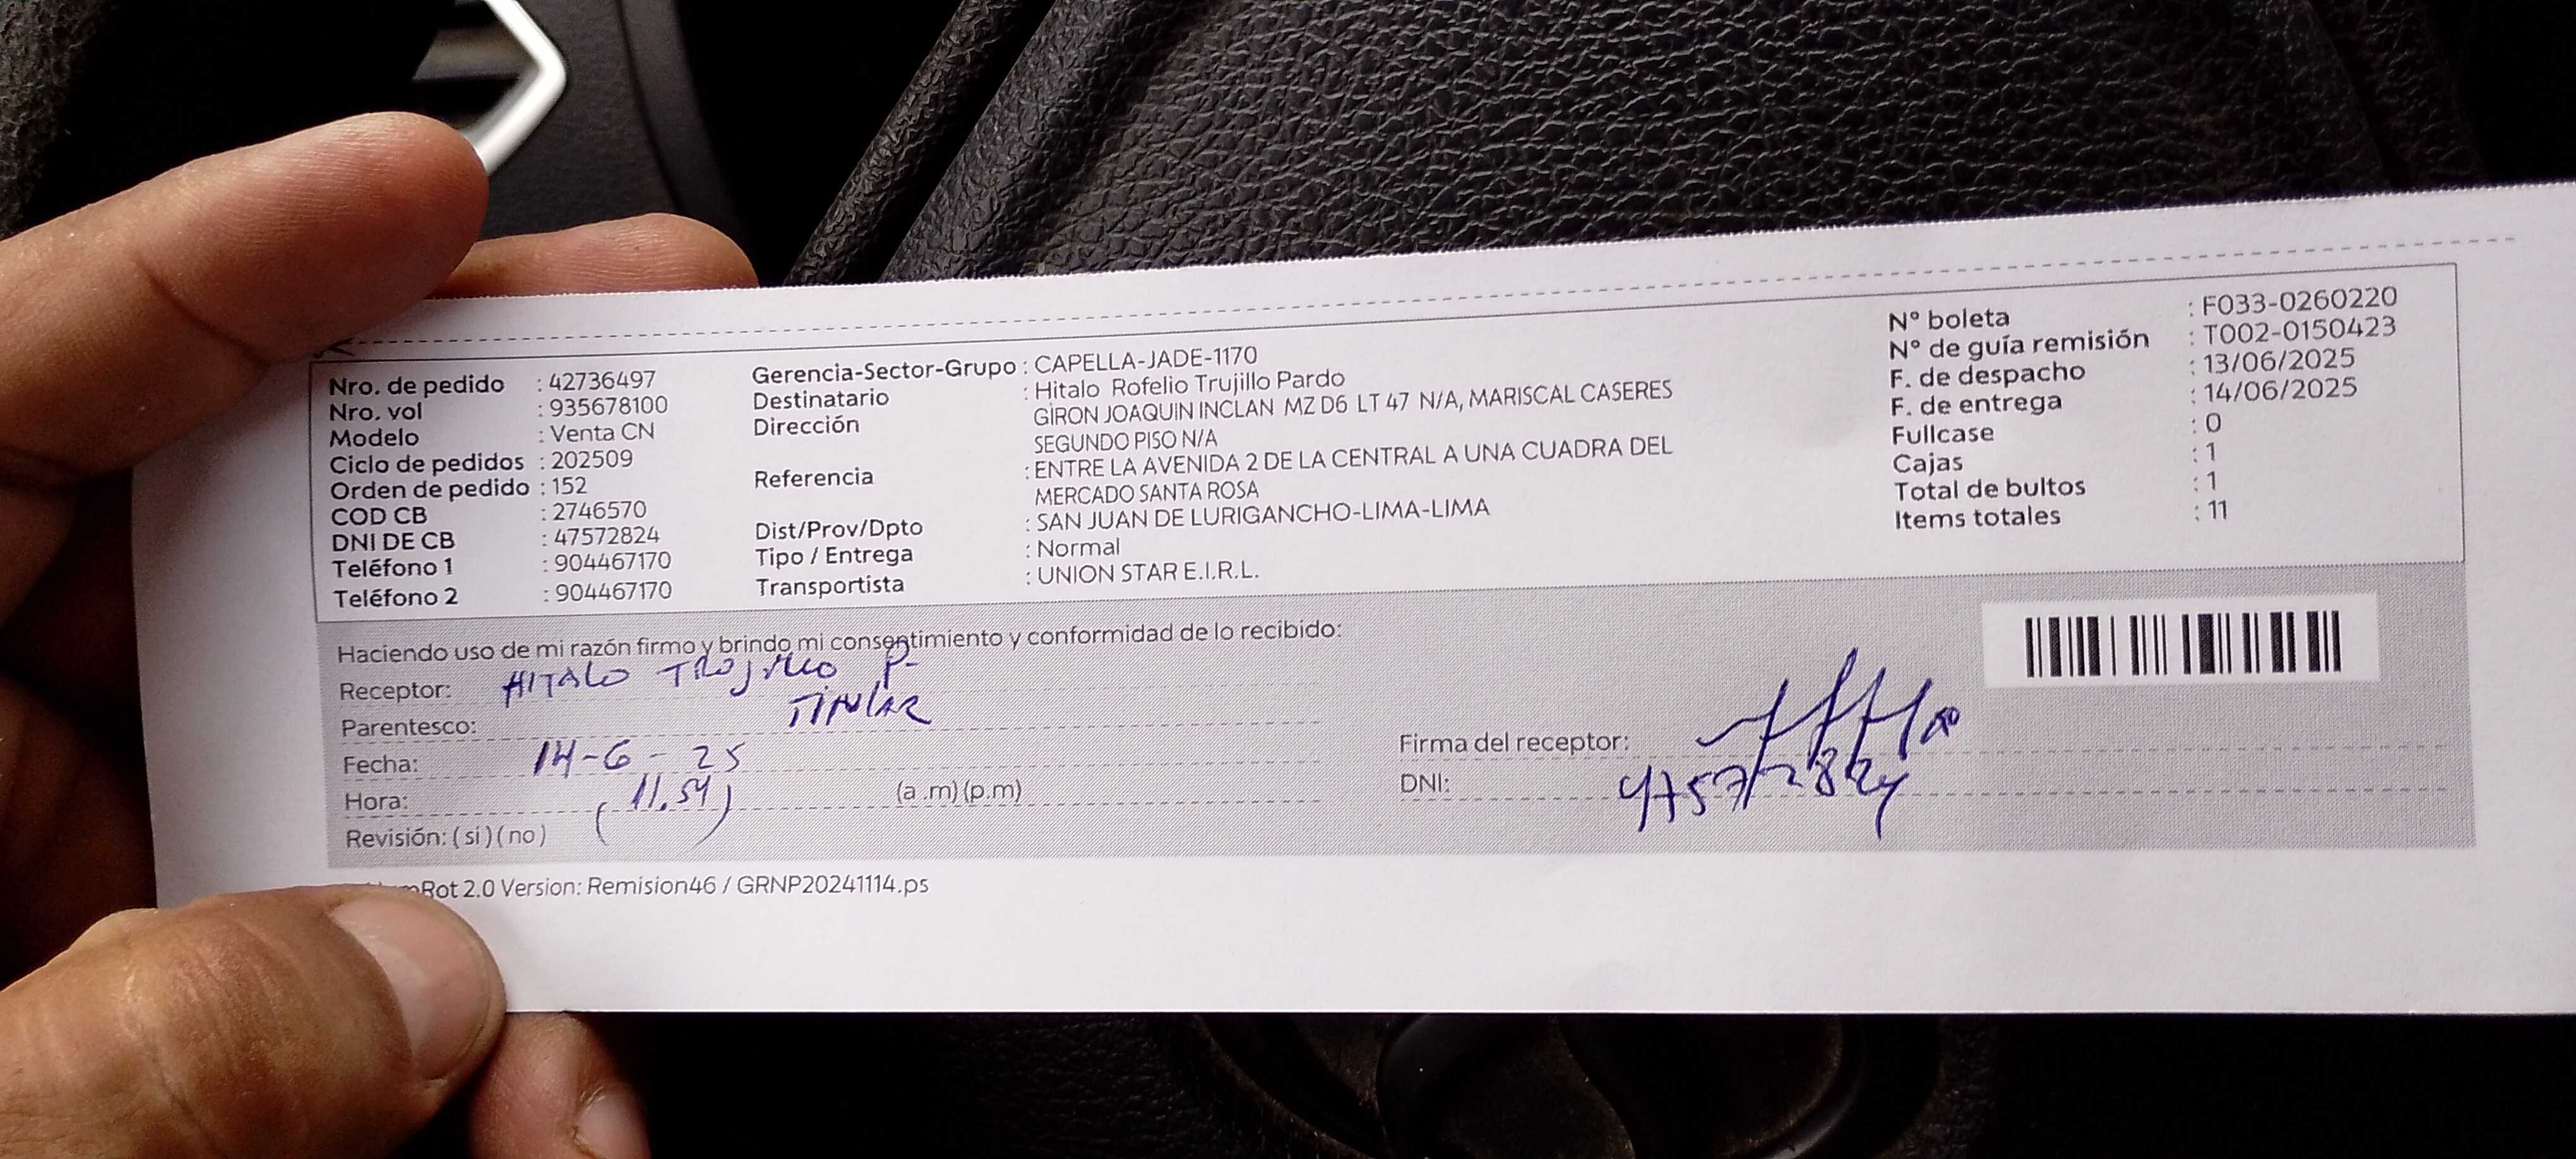 Nro. de pedido : 42736497
Nro. vol : 935678100
Modelo : Venta CN
Ciclo de pedidos : 202509
Orden de pedido : 152
COD CB : 2746570
DNI DE CB : 47572824
Teléfono 1 : 904467170
Teléfono 2 : 904467170
Gerencia-Sector-Grupo : CAPELLA-JADE-1170
Destinatario : Hitalo Rofelio Trujillo Pardo
Dirección GIRON JOAQUIN INCLAN MZ D6 LT 47 N/A, MARISCAL CASERES
SEGUNDO PISO N/A
Referencia : ENTRE LA AVENIDA 2 DE LA CENTRAL A UNA CUADRA DEL
MERCADO SANTA ROSA
Dist/Prov/Dpto : SAN JUAN DE LURIGANCHO-LIMA-LIMA
Tipo / Entrega : Normal
Transportista : UNION STAR E.I.R.L.
N° boleta : F033-0260220
N° de guía remisión : T002-0150423
F. de despacho : 13/06/2025
F. de entrega : 14/06/2025
Fullcase : 0
Cajas : 1
Total de bultos : 1
Items totales : 11
Haciendo uso de mi razón firmo y brindo mi consentimiento y conformidad de lo recibido:
Receptor: HITALO TRUJILLO P-
Parentesco: TITULAR
Fecha: 14-6-25
Hora: (11.54) (a .m) (p.m)
Revisión: ( si ) ( no )
Firma del receptor:
DNI: 47572824
Rot 2.0 Version: Remision46 / GRNP20241114.ps